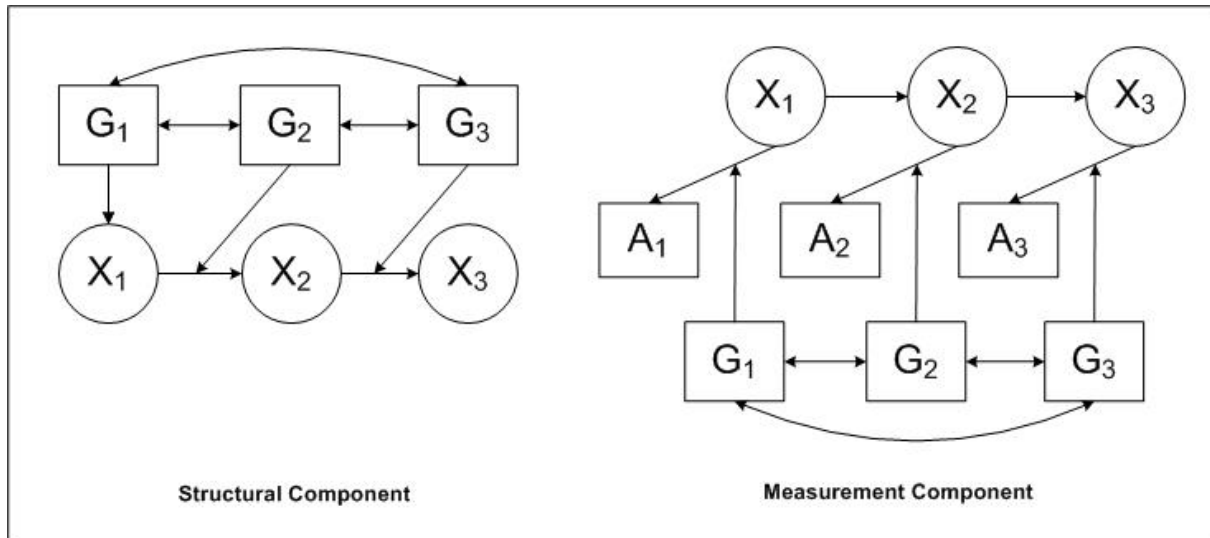 G₁ G₂ G₃
X₁ X₂ X₃
Structural Component
X₁ X₂ X₃
A₁ A₂ A₃
G₁ G₂ G₃
Measurement Component